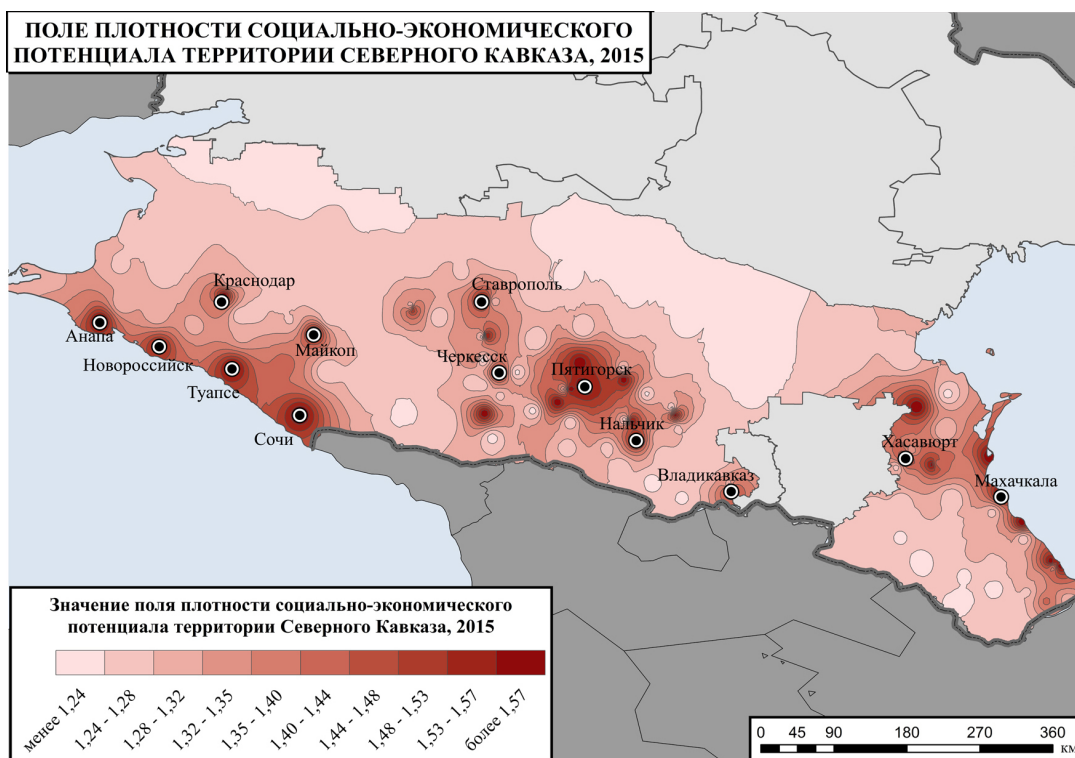 ПОЛЕ ПЛОТНОСТИ СОЦИАЛЬНО-ЭКОНОМИЧЕСКОГО
ПОТЕНЦИАЛА ТЕРРИТОРИИ СЕВЕРНОГО КАВКАЗА, 2015
Краснодар
Ставрополь
Анапа
Новороссийск
Майкоп
Черкесск
Пятигорск
Туапсе
Сочи
Нальчик
Хасавюрт
Владикавказ
Махачкала
Значение поля плотности социально-экономического
потенциала территории Северного Кавказа, 2015
менее 1,24
1,24 - 1,28
1,28 - 1,32
1,32 - 1,35
1,35 - 1,40
1,40 - 1,44
1,44 - 1,48
1,48 - 1,53
1,53 - 1,57
более 1,57
0 45 90 180 270 360
км